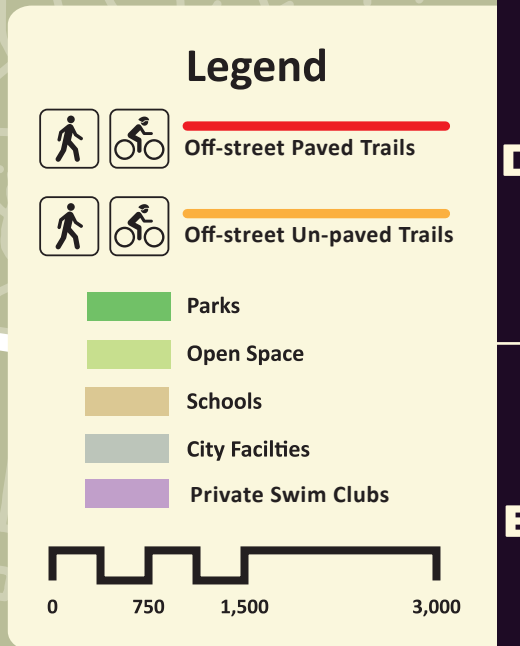 Legend
Off-street Paved Trails
Off-street Un-paved Trails
Parks
Open Space
Schools
City Facilties
Private Swim Clubs
0 750 1,500 3,000